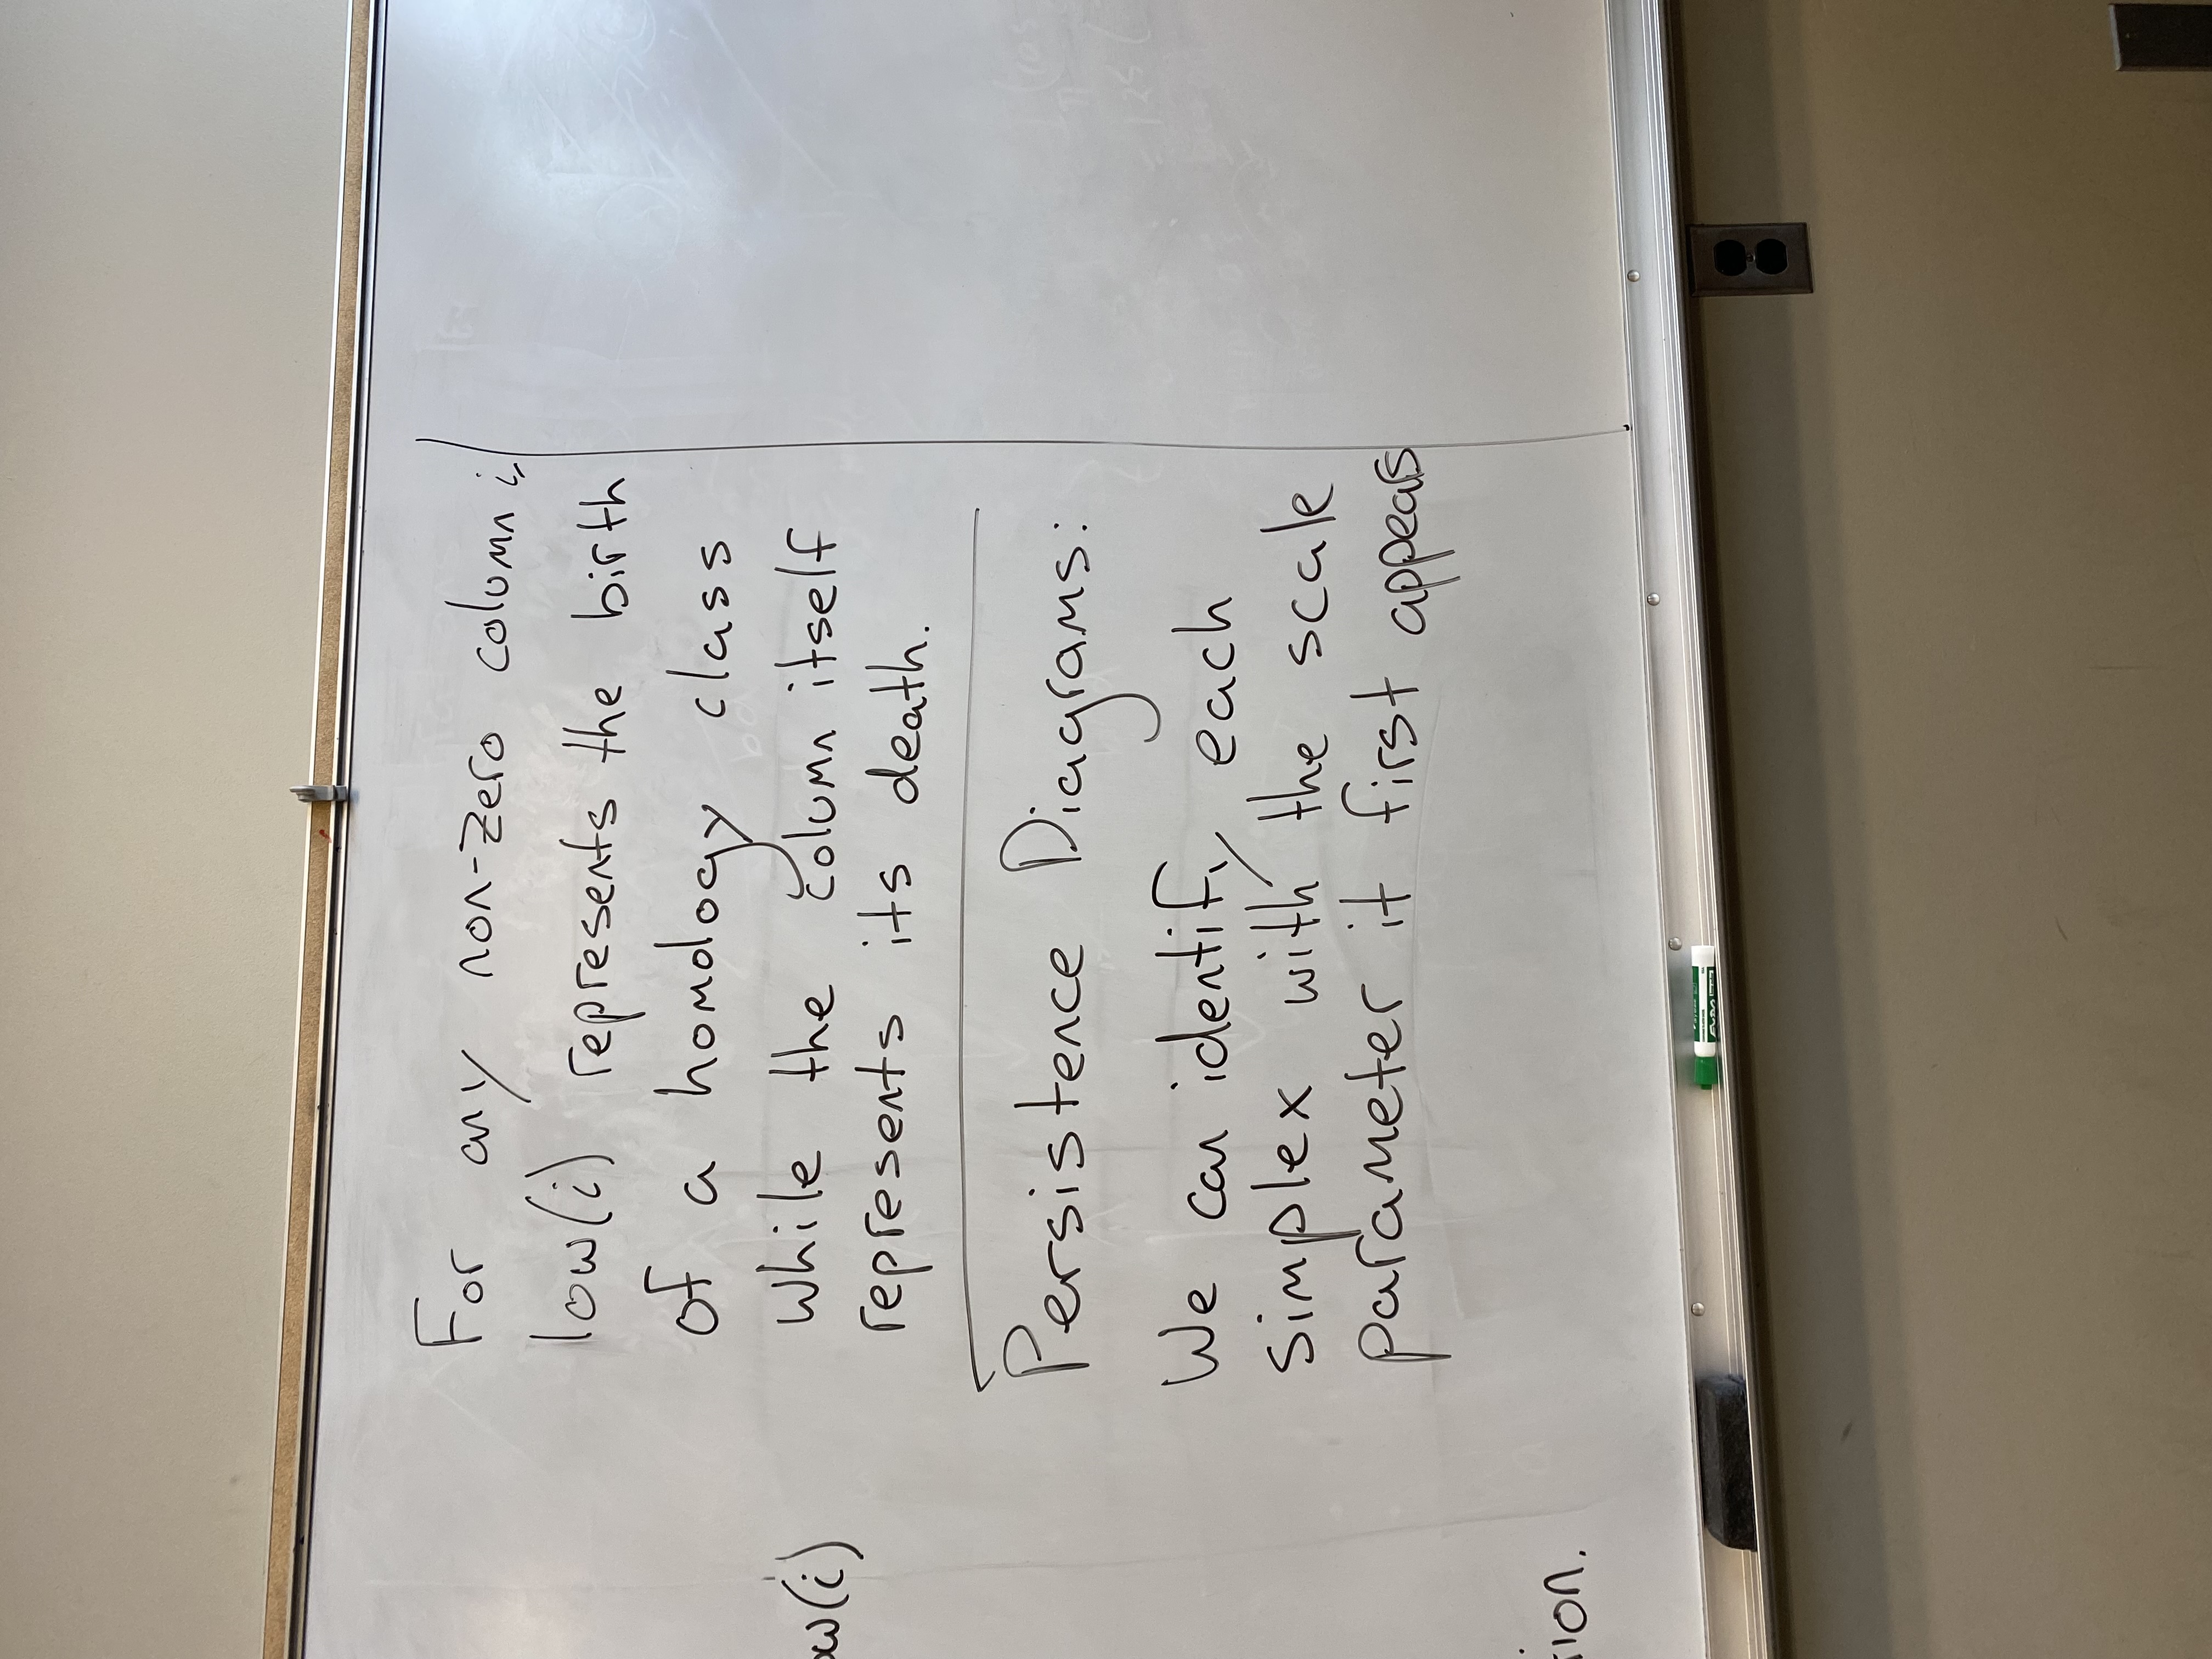 For any non-zero column i,
low(i) represents the birth
of a homology class
while the column itself
represents its death.
Persistence Diagrams:
We can identify each
simplex with the scale
parameter it first appears
ow(i)
ion.
EXPO